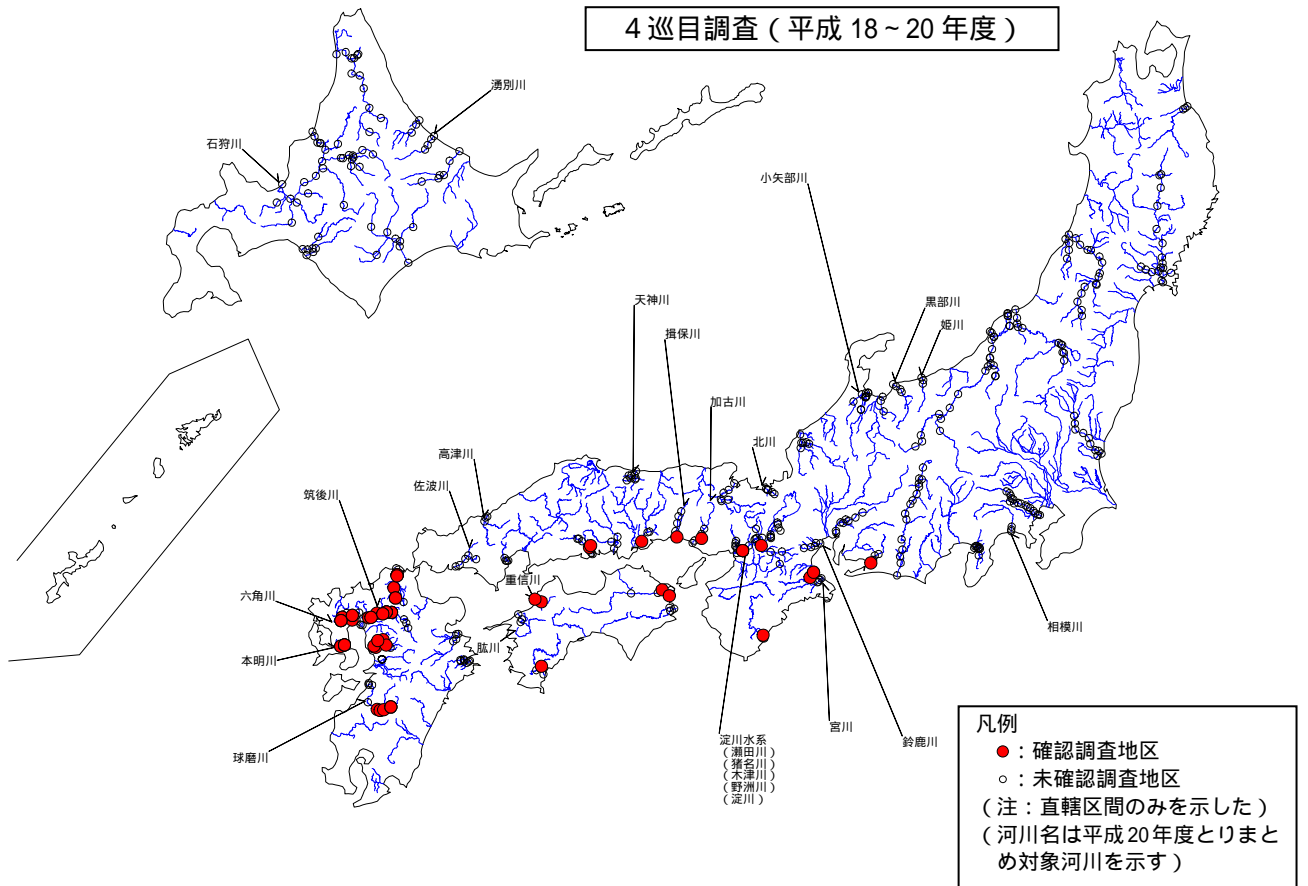 4巡目調査(平成18~20年度)
湧別川
石狩川
小矢部川
黒部川
姫川
天神川
揖保川
加古川
北川
高津川
佐波川
筑後川
重信川
六角川
肱川
本明川
球磨川
相模川
宮川
鈴鹿川
淀川水系
(瀬田川)
(猪名川)
(木津川)
(野洲川)
(淀川)
凡例
●:確認調査地区
○:未確認調査地区
(注:直轄区間のみを示した)
(河川名は平成20年度とりまと
め対象河川を示す)